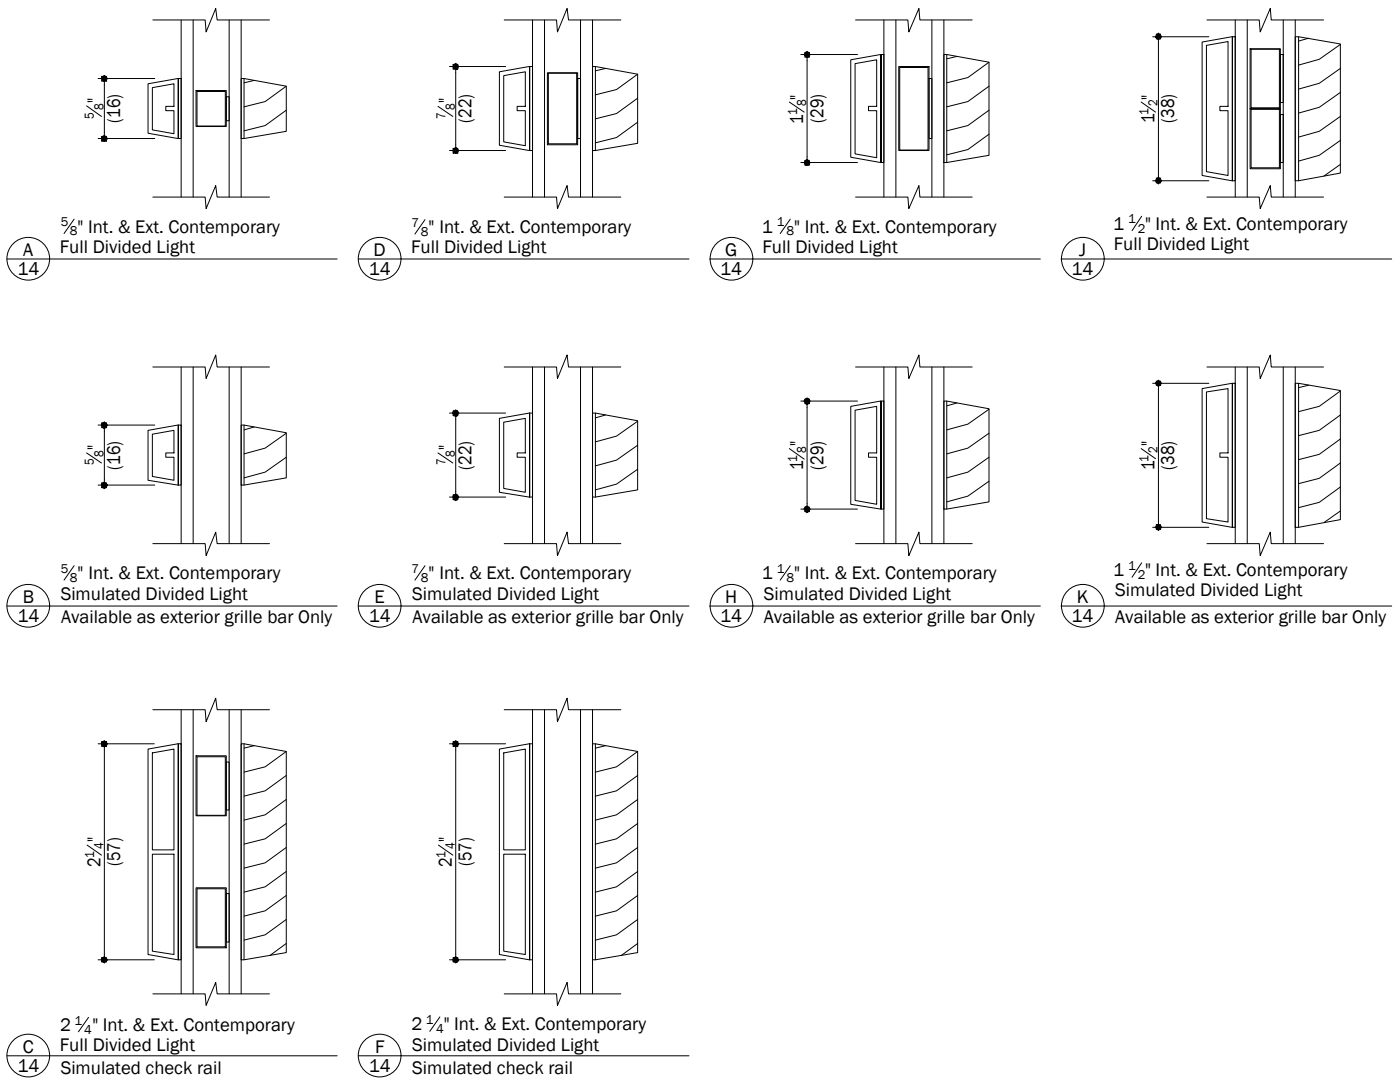 5/8"
(16)
5/8" Int. & Ext. Contemporary
Full Divided Light
A
14
7/8"
(22)
7/8" Int. & Ext. Contemporary
Full Divided Light
D
14
1 1/8"
(29)
1 1/8" Int. & Ext. Contemporary
Full Divided Light
G
14
1 1/2"
(38)
1 1/2" Int. & Ext. Contemporary
Full Divided Light
J
14
5/8"
(16)
5/8" Int. & Ext. Contemporary
Simulated Divided Light
Available as exterior grille bar Only
B
14
7/8"
(22)
7/8" Int. & Ext. Contemporary
Simulated Divided Light
Available as exterior grille bar Only
E
14
1 1/8"
(29)
1 1/8" Int. & Ext. Contemporary
Simulated Divided Light
Available as exterior grille bar Only
H
14
1 1/2"
(38)
1 1/2" Int. & Ext. Contemporary
Simulated Divided Light
Available as exterior grille bar Only
K
14
2 1/4"
(57)
2 1/4" Int. & Ext. Contemporary
Full Divided Light
Simulated check rail
C
14
2 1/4"
(57)
2 1/4" Int. & Ext. Contemporary
Simulated Divided Light
Simulated check rail
F
14